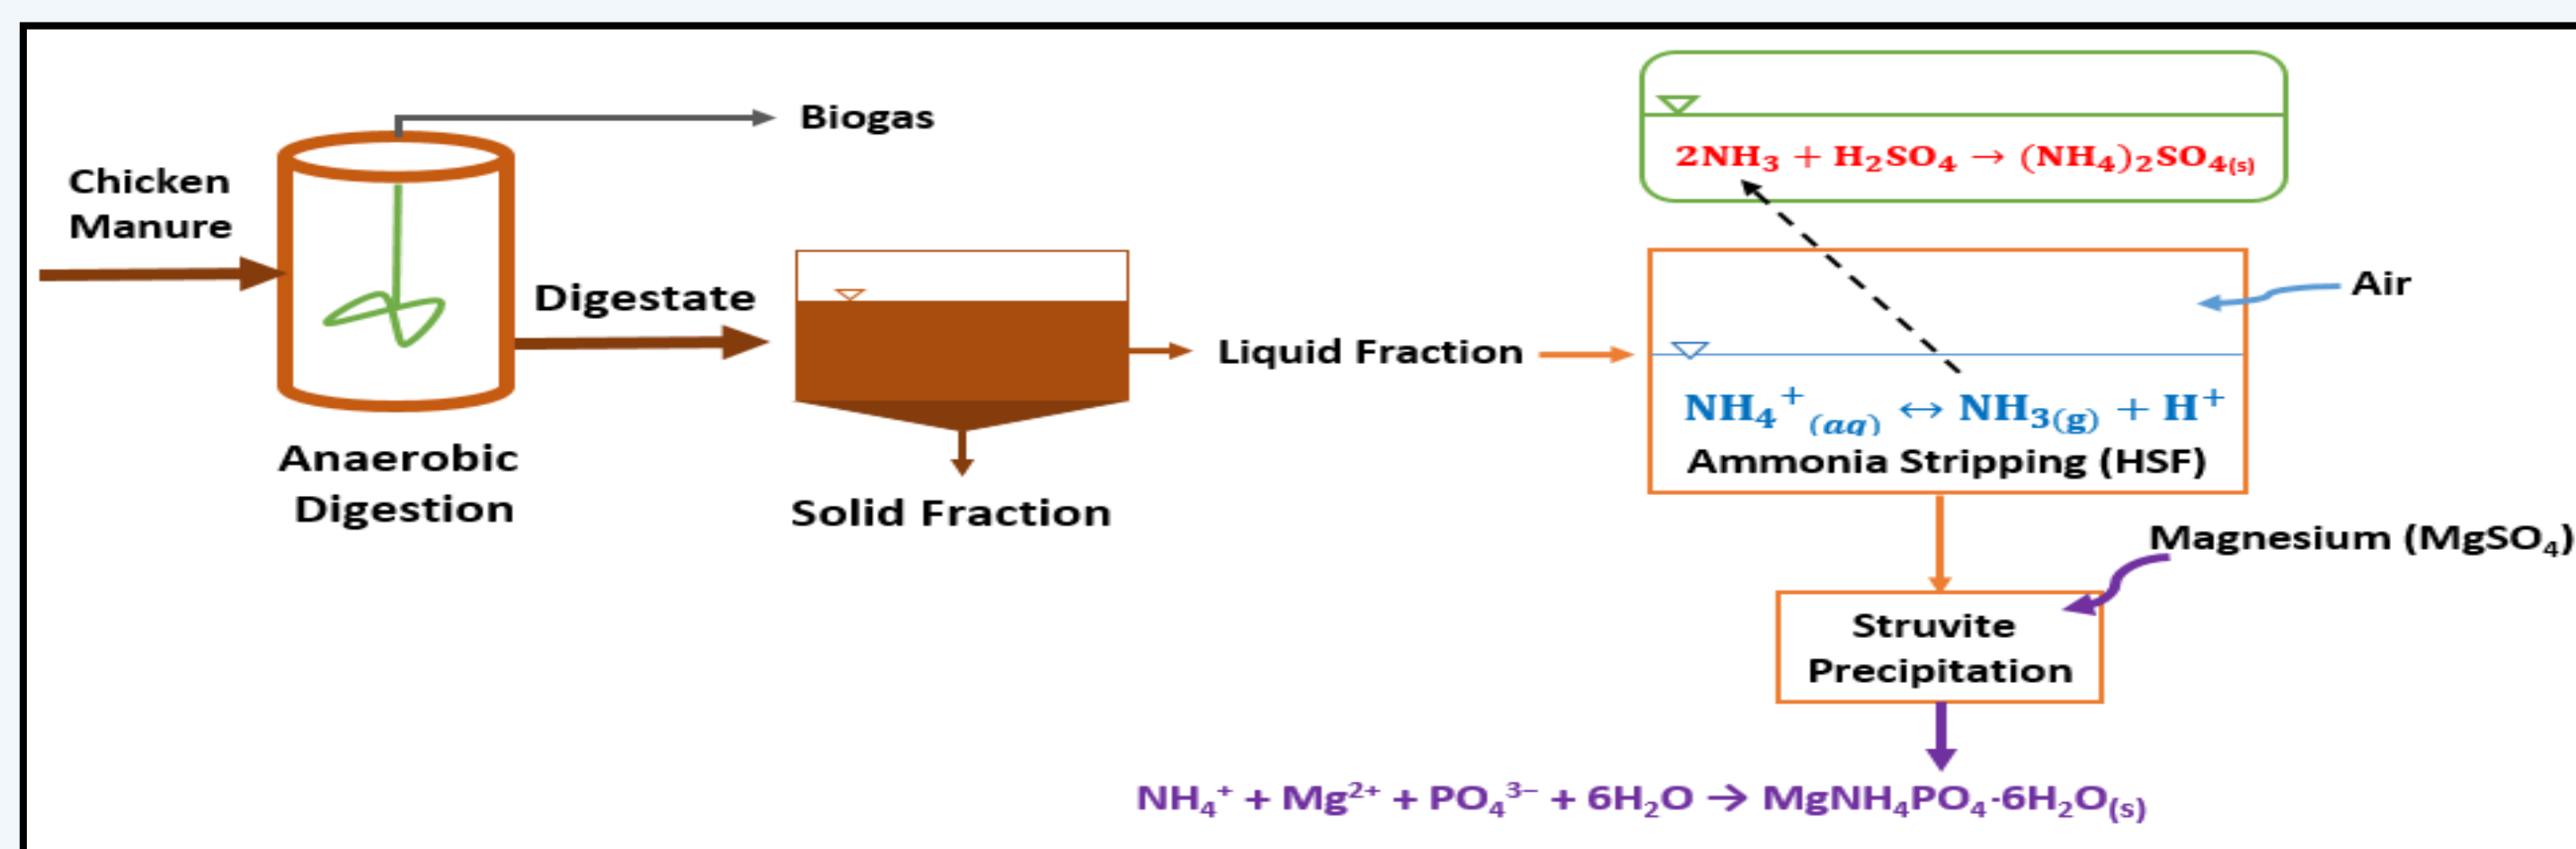 Biogas
Chicken
Manure
Anaerobic
Digestion
Digestate
Solid Fraction
Liquid Fraction
2NH₃ + H₂SO₄ → (NH₄)₂SO₄₍ₛ₎
Air
NH₄⁺(aq) ↔ NH₃(g) + H⁺
Ammonia Stripping (HSF)
Magnesium (MgSO₄)
Struvite
Precipitation
NH₄⁺ + Mg²⁺ + PO₄³⁻ + 6H₂O → MgNH₄PO₄·6H₂O₍ₛ₎